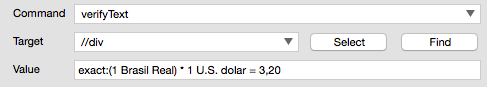 Command verifyText
Target //div Select Find
Value exact:(1 Brasil Real) * 1 U.S. dolar = 3,20